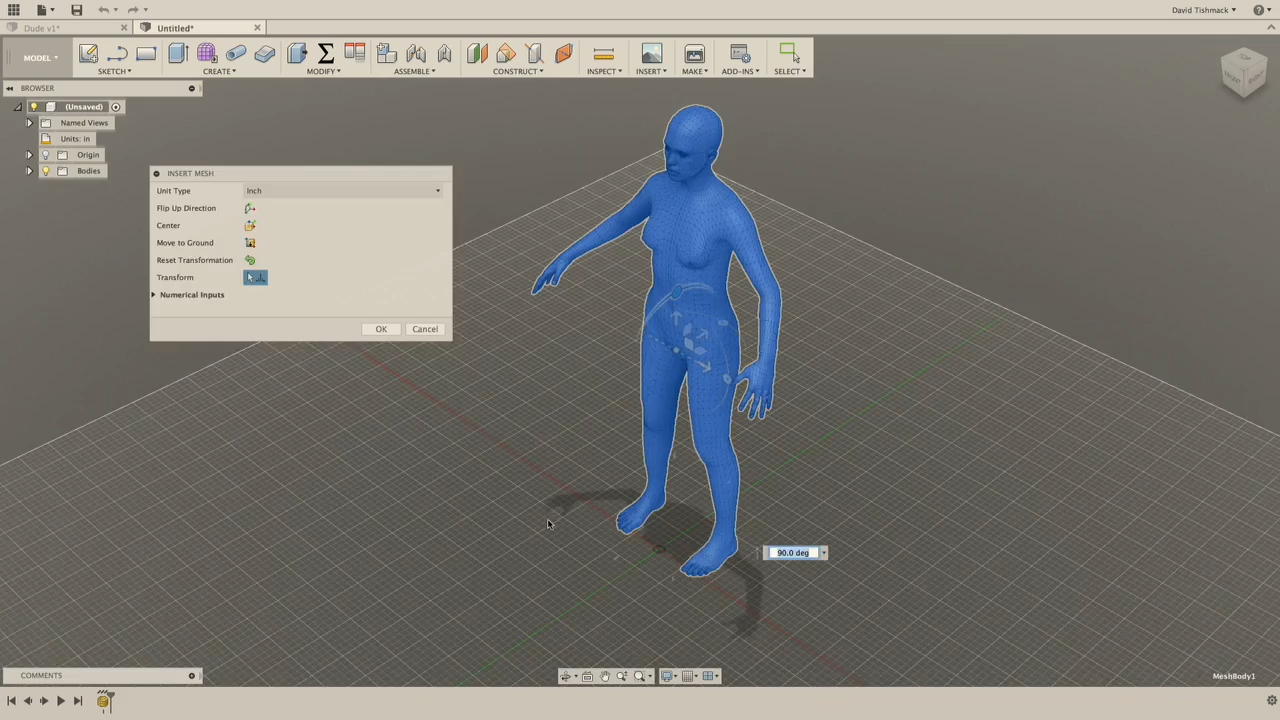 David Tishmack
Dude v1*
Untitled*
MODEL
SKETCH
CREATE
MODIFY
ASSEMBLE
CONSTRUCT
INSPECT
INSERT
MAKE
ADD-INS
SELECT
BROWSER
(Unsaved)
Named Views
Units: in
Origin
Bodies
INSERT MESH
Unit Type Inch
Flip Up Direction
Center
Move to Ground
Reset Transformation
Transform
Numerical Inputs
OK Cancel
90.0 deg
COMMENTS
MeshBody1